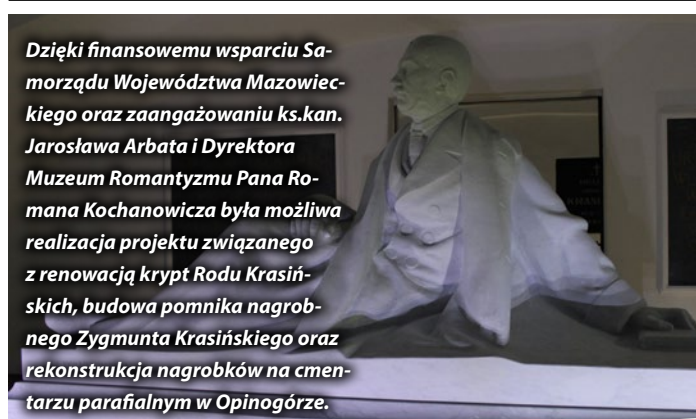 Dzięki finansowemu wsparciu Sa-
morządu Województwa Mazowiec-
kiego oraz zaangażowaniu ks.kan.
Jarosława Arbata i Dyrektora
Muzeum Romantyzmu Pana Ro-
mana Kochanowicza była możliwa
realizacja projektu związanego
z renowacją krypt Rodu Krasiń-
skich, budowa pomnika nagrob-
nego Zygmunta Krasińskiego oraz
rekonstrukcja nagrobków na cmen-
tarzu parafialnym w Opinogórze.